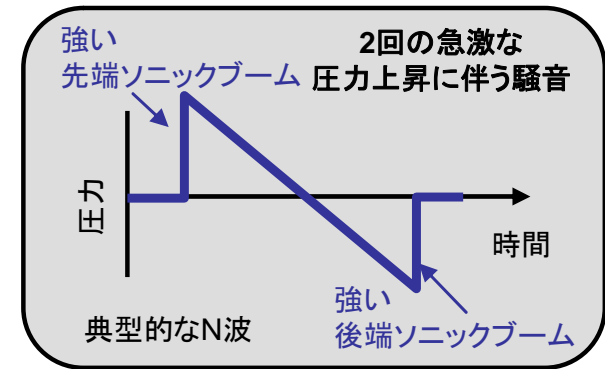 強い
先端ソニックブーム
2回の急激な
圧力上昇に伴う騒音
圧力
時間
強い
後端ソニックブーム
典型的なN波